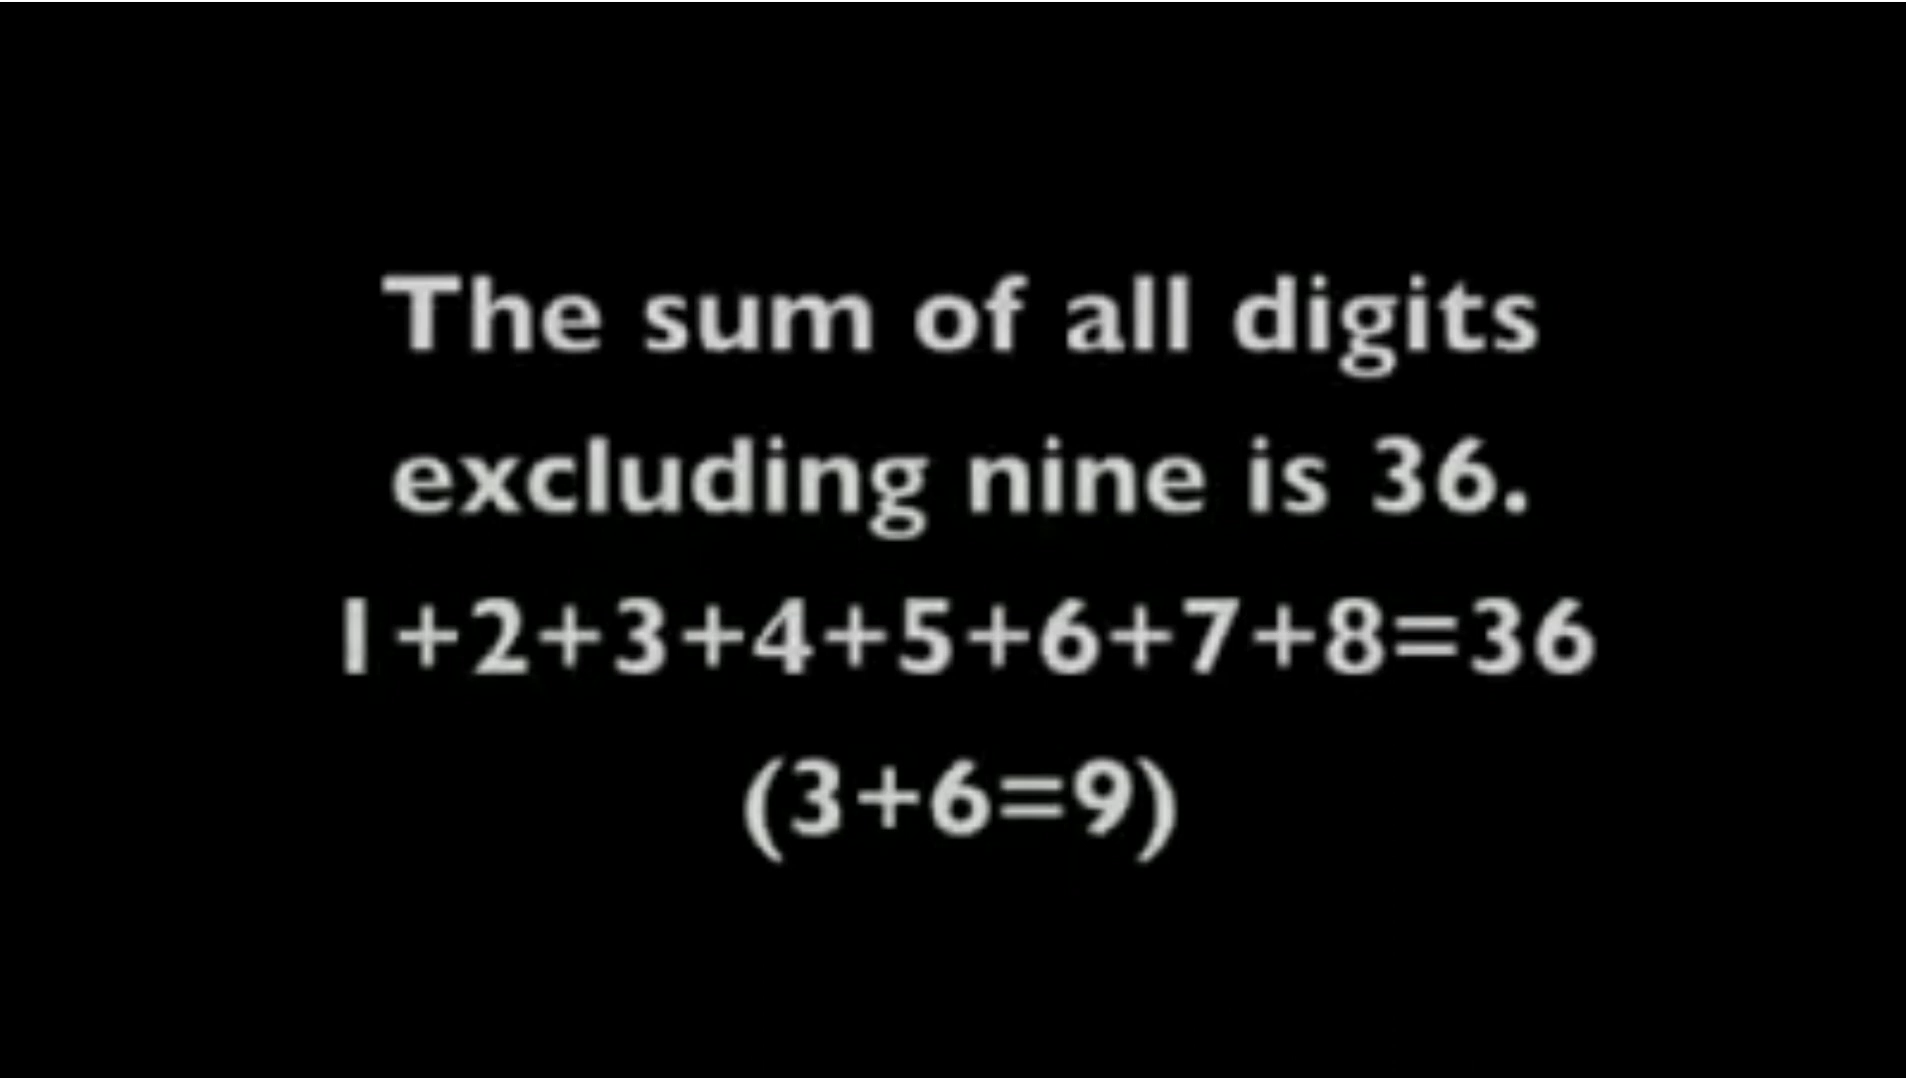 The sum of all digits
excluding nine is 36.
1+2+3+4+5+6+7+8=36
(3+6=9)